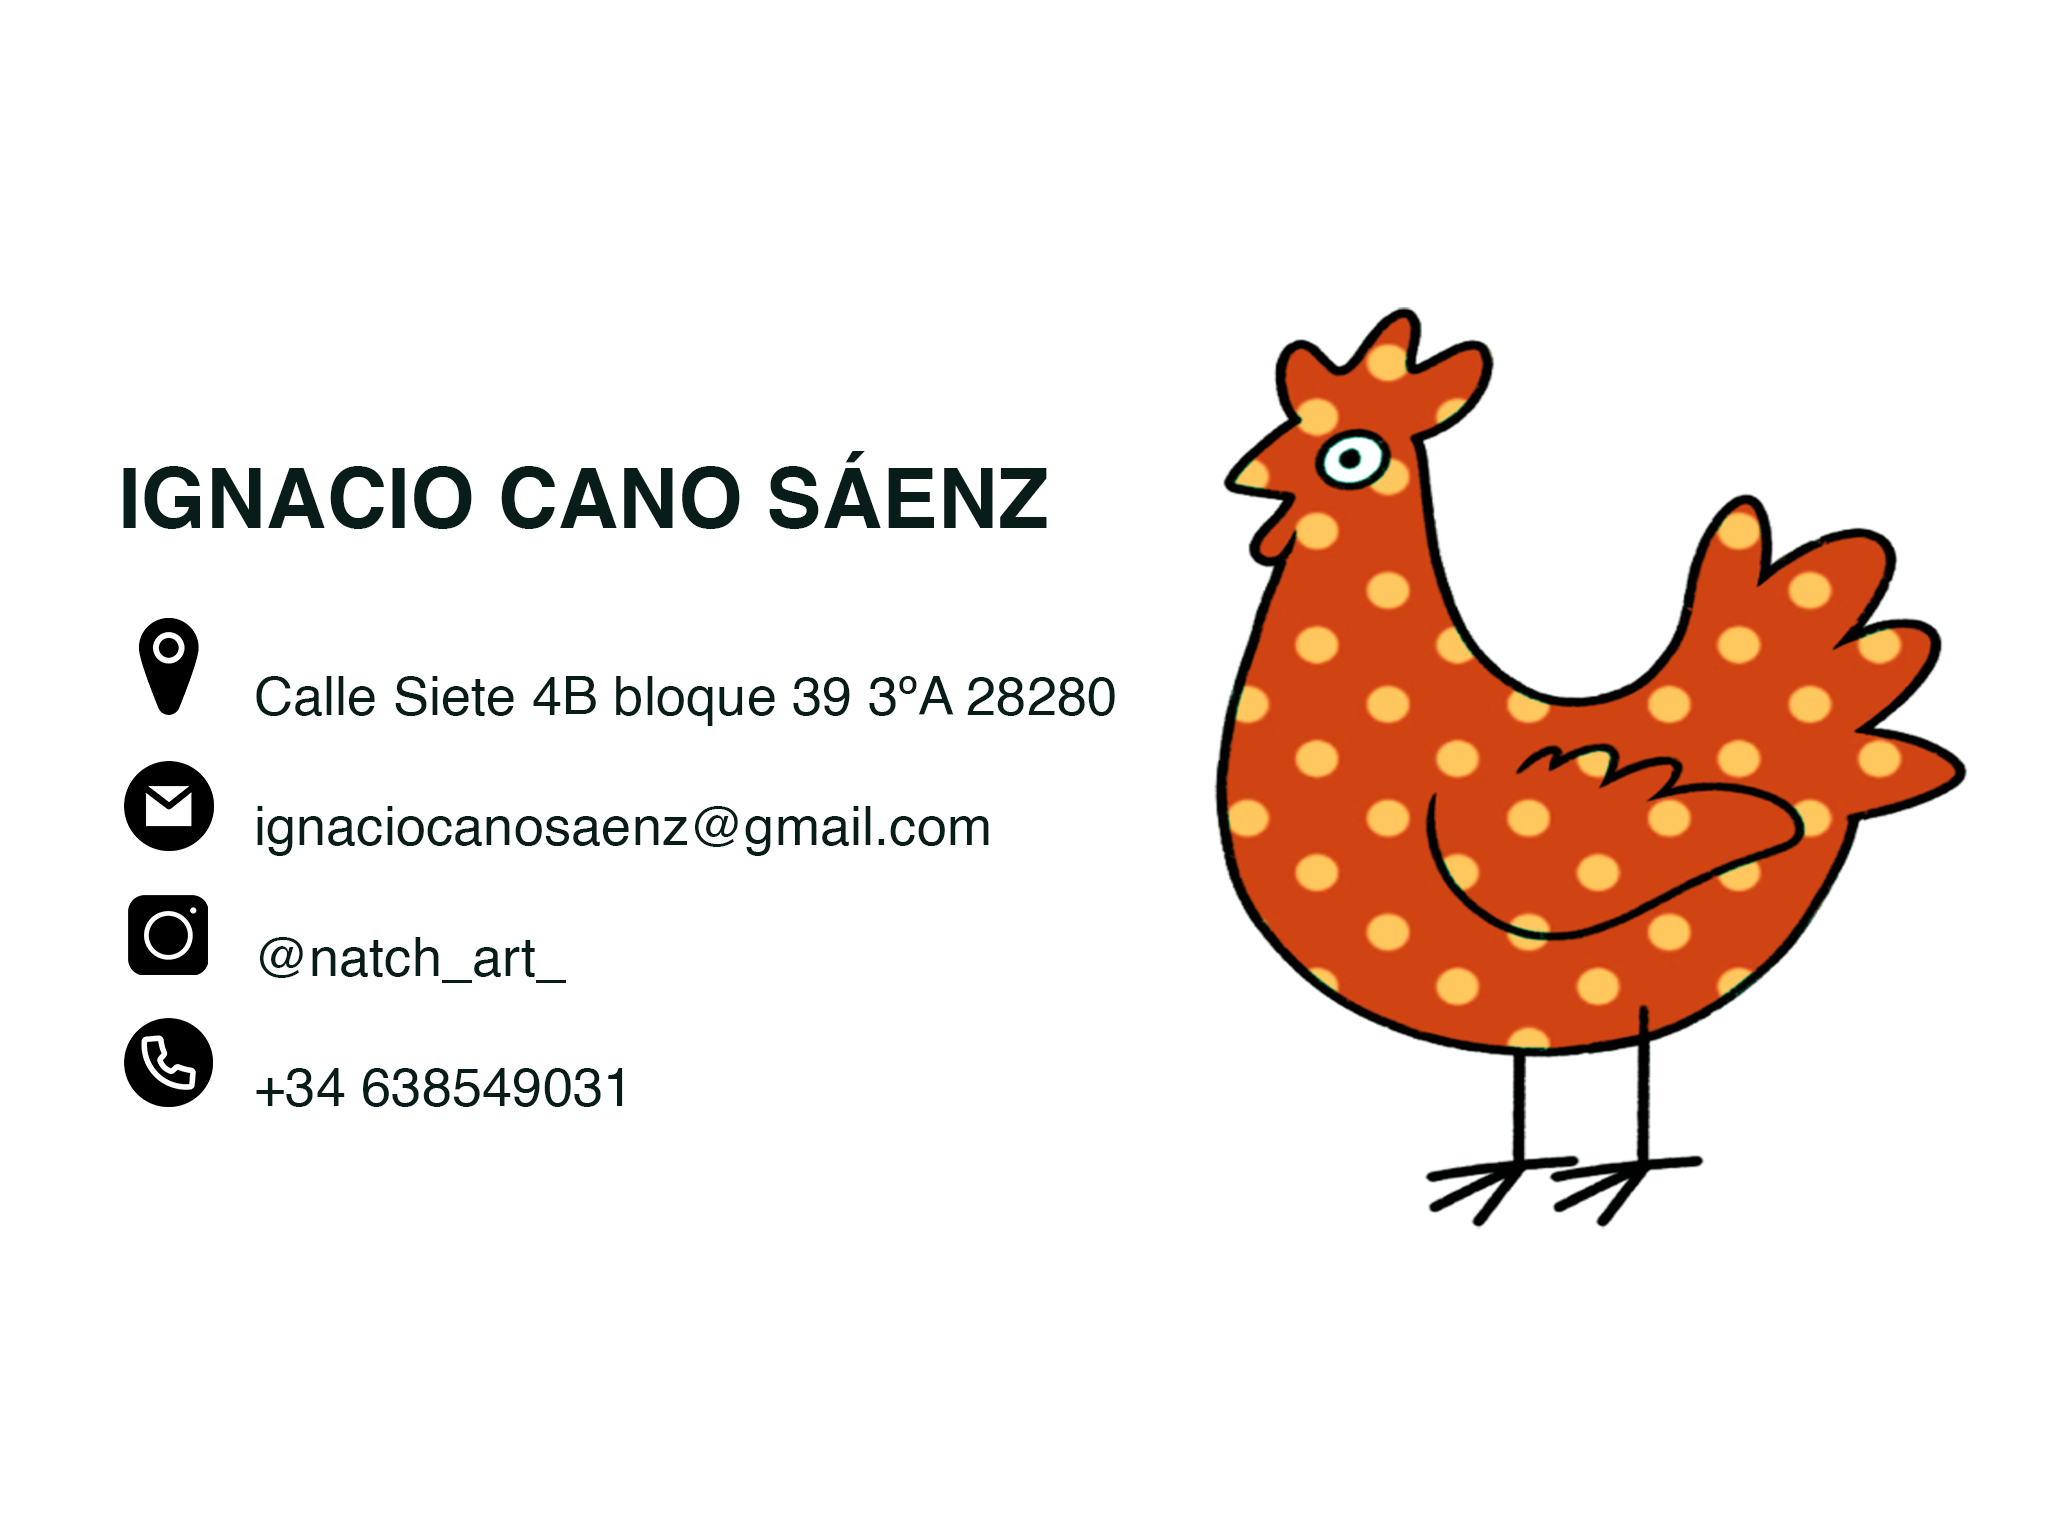 IGNACIO CANO SÁENZ
Calle Siete 4B bloque 39 3ºA 28280
ignaciocanosaenz@gmail.com
@natch_art_
+34 638549031